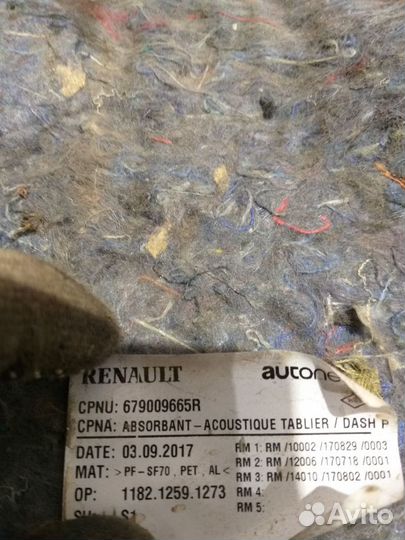 RENAULT autone
CPNU: 679009665R
CPNA: ABSORBANT-ACOUSTIQUE TABLIER / DASH P
DATE: 03.09.2017
MAT: >PF-SF70, PET, AL<
OP: 1182.1259.1273
S1
RM 1: RM /10002 /170829 /0003
RM 2: RM /12006 /170718 /0001
RM 3: RM /14010 /170802 /0001
RM 4:
RM 5:
Avito